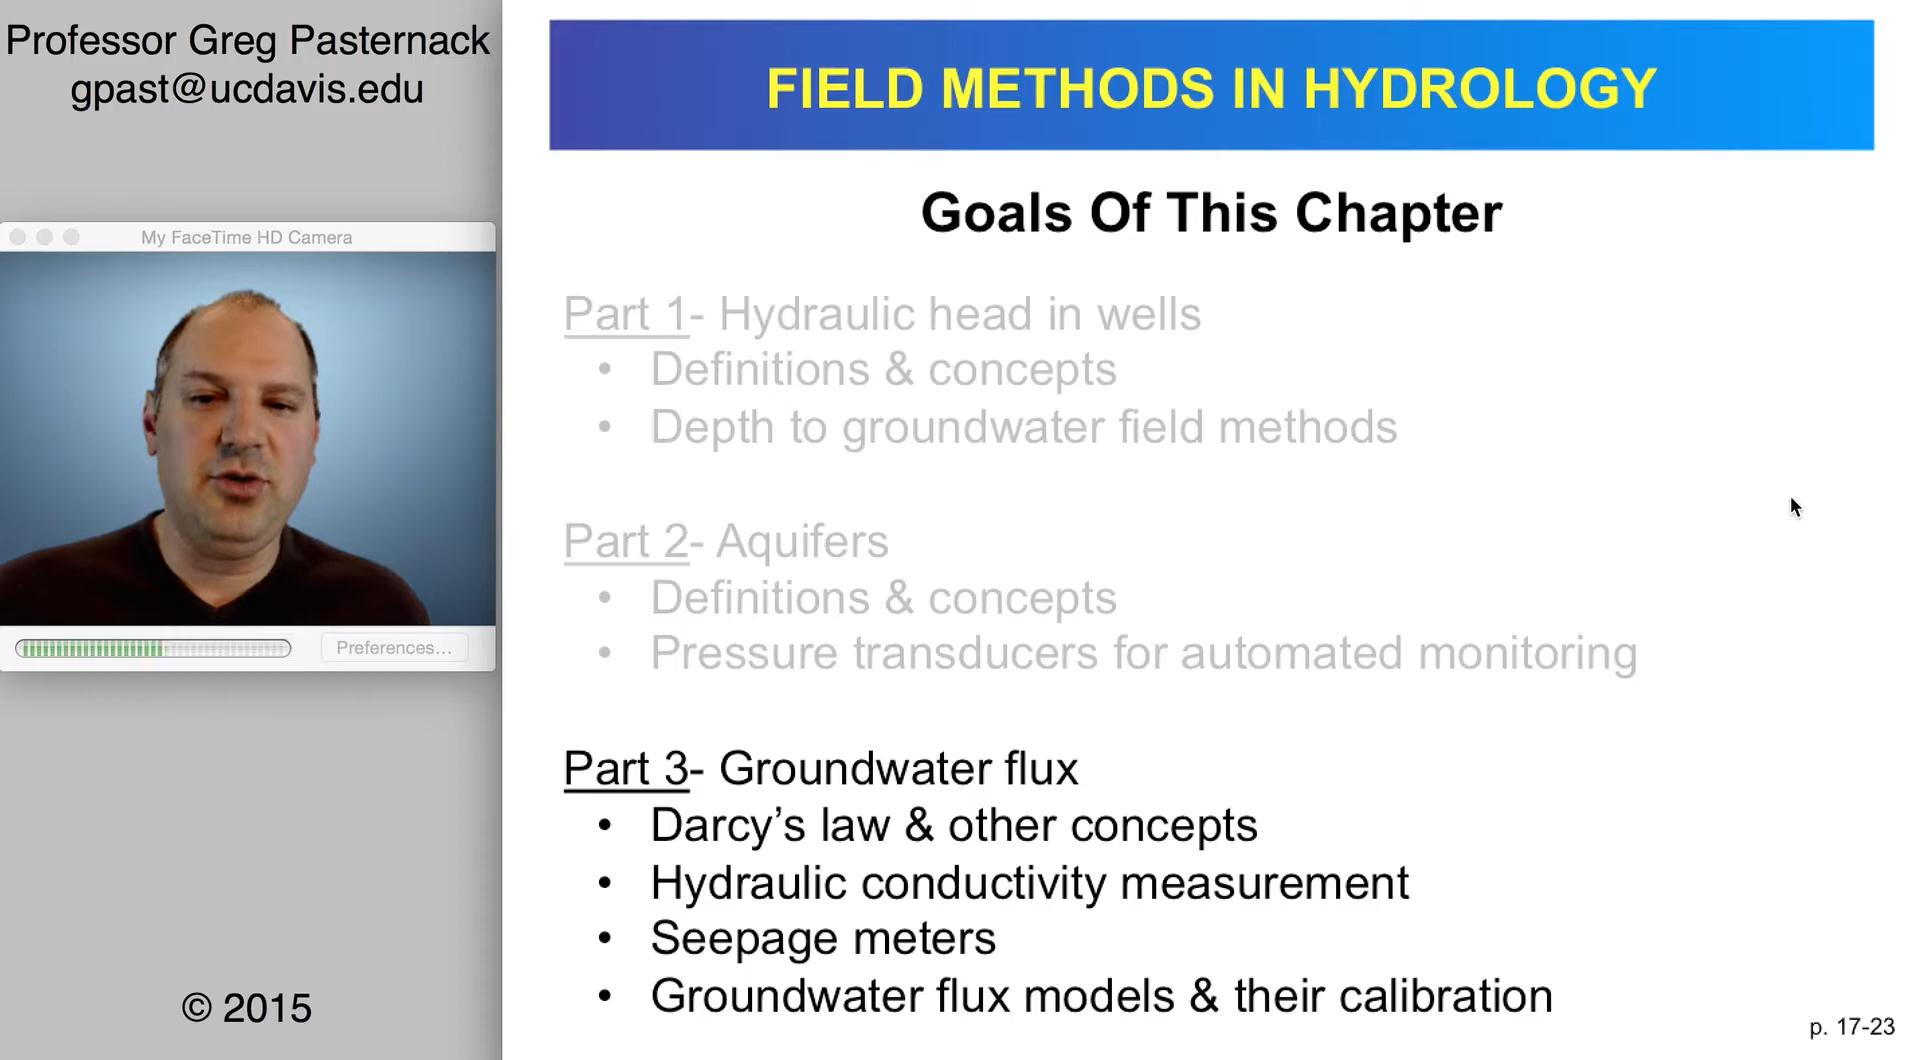 Professor Greg Pasternack
gpast@ucdavis.edu
My FaceTime HD Camera
Preferences...
© 2015
FIELD METHODS IN HYDROLOGY
Goals Of This Chapter
Part 1- Hydraulic head in wells
• Definitions & concepts
• Depth to groundwater field methods
Part 2- Aquifers
• Definitions & concepts
• Pressure transducers for automated monitoring
Part 3- Groundwater flux
• Darcy’s law & other concepts
• Hydraulic conductivity measurement
• Seepage meters
• Groundwater flux models & their calibration
p. 17-23